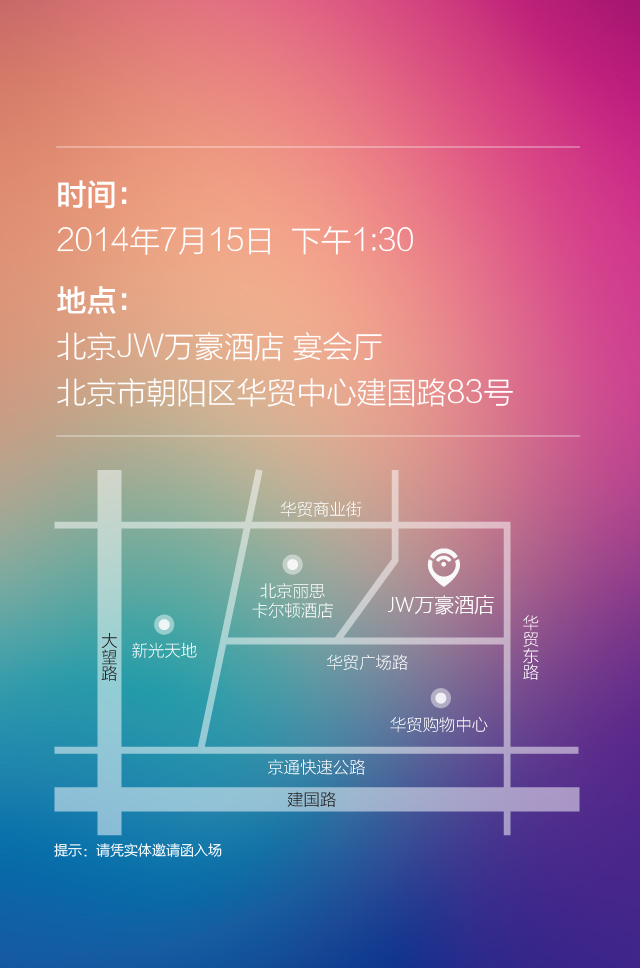 时间：
2014年7月15日 下午1:30
地点：
北京JW万豪酒店 宴会厅
北京市朝阳区华贸中心建国路83号
华贸商业街
北京丽思
卡尔顿酒店
JW万豪酒店
新光天地
大望路
华贸东路
华贸广场路
华贸购物中心
京通快速公路
建国路
提示：请凭实体邀请函入场